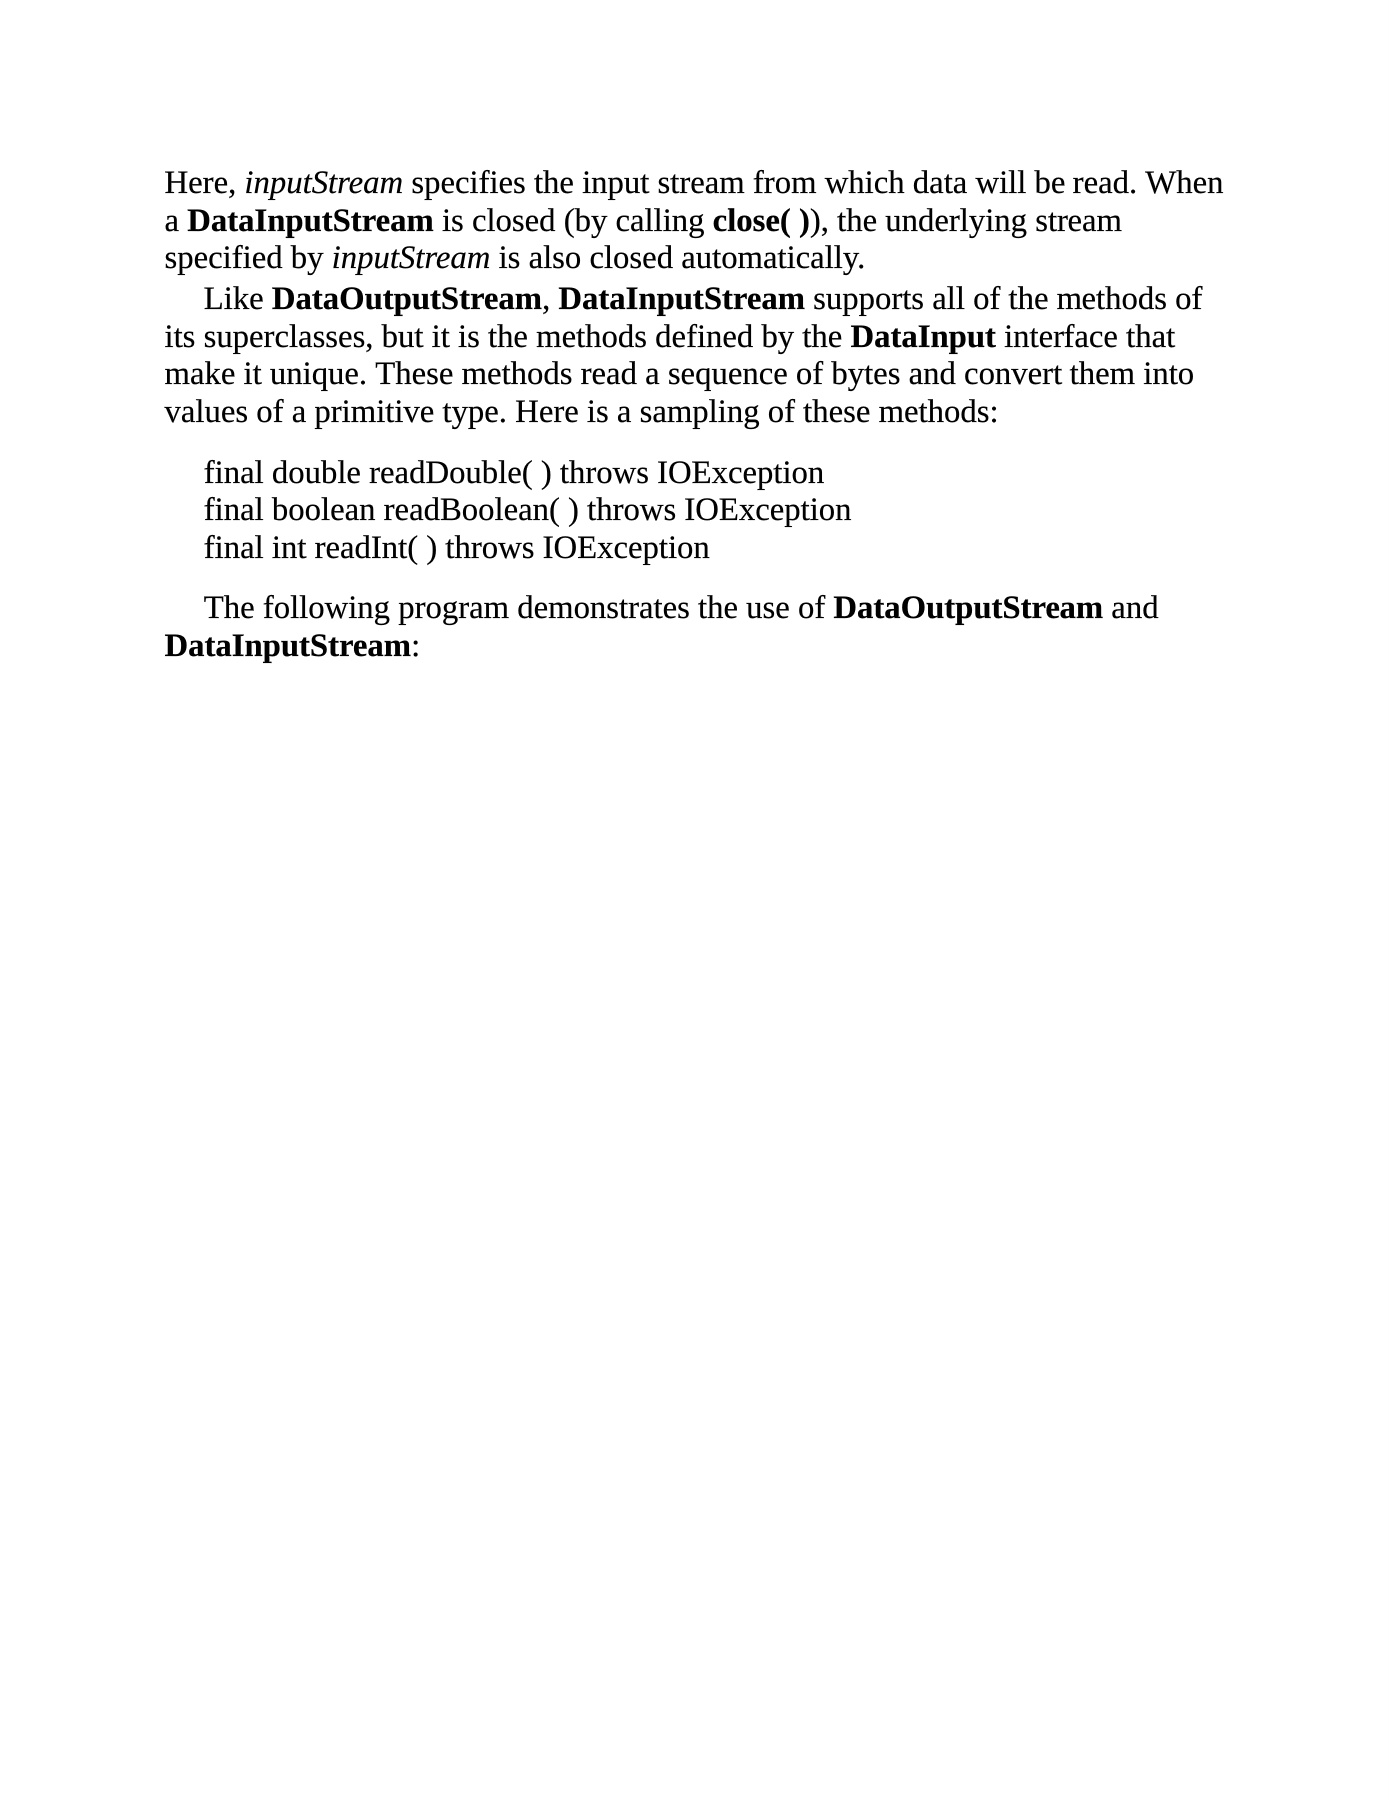 Here, inputStream specifies the input stream from which data will be read. When
a DataInputStream is closed (by calling close( )), the underlying stream
specified by inputStream is also closed automatically.
Like DataOutputStream, DataInputStream supports all of the methods of
its superclasses, but it is the methods defined by the DataInput interface that
make it unique. These methods read a sequence of bytes and convert them into
values of a primitive type. Here is a sampling of these methods:
final double readDouble( ) throws IOException
final boolean readBoolean( ) throws IOException
final int readInt( ) throws IOException
The following program demonstrates the use of DataOutputStream and
DataInputStream: